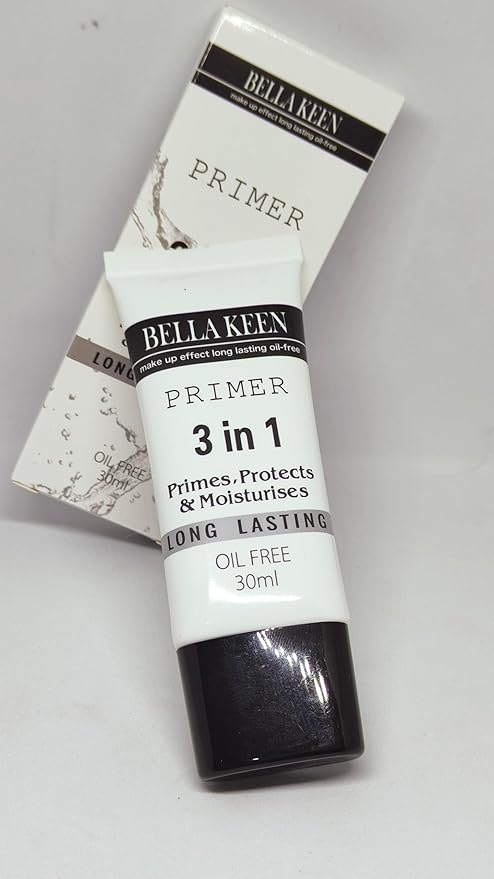 BELLA KEEN
make up effect long lasting oil-free
PRIMER
LONG
OIL FREE
30ml
BELLA KEEN
make up effect long lasting oil-free
PRIMER
3 in 1
Primes, Protects
& Moisturises
LONG LASTING
OIL FREE
30ml